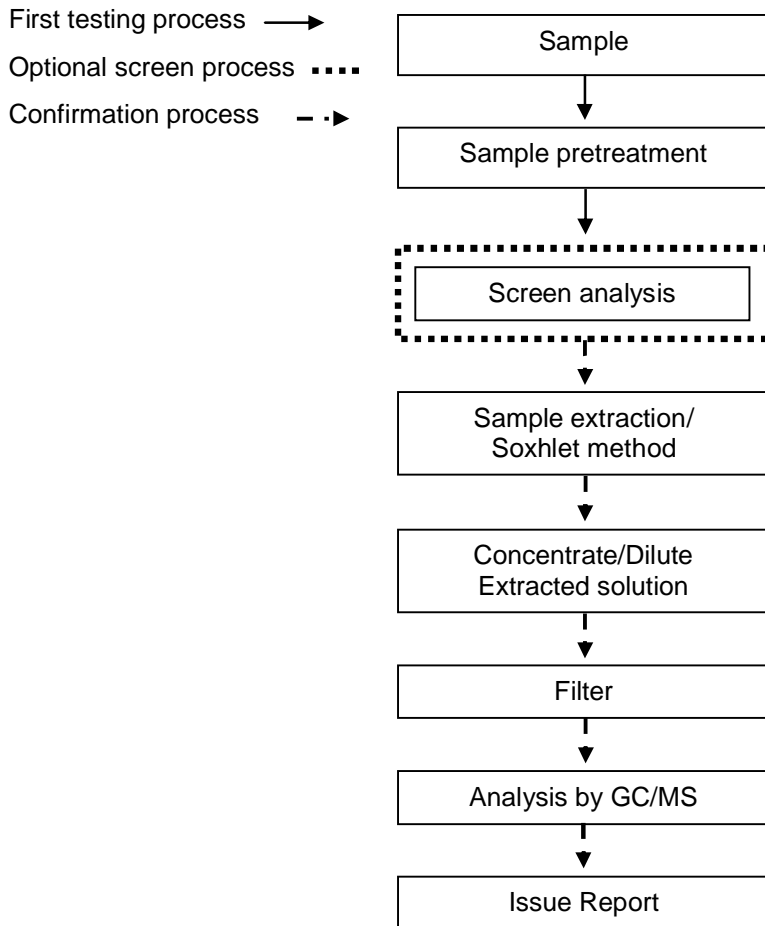 First testing process
Optional screen process
Confirmation process
Sample
Sample pretreatment
Screen analysis
Sample extraction/
Soxhlet method
Concentrate/Dilute
Extracted solution
Filter
Analysis by GC/MS
Issue Report